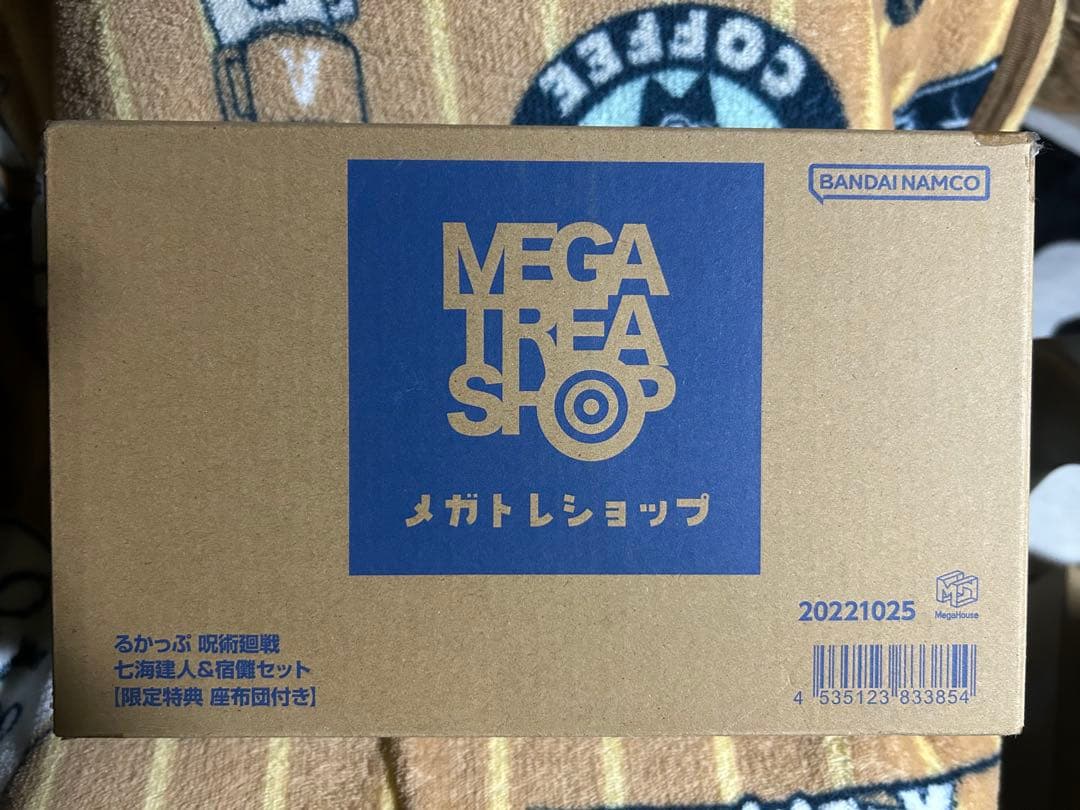 COFFEE
BANDAI NAMCO
MEGA
TREA
SHOP
メガトレショップ
20221025
MegaHouse
るかっぷ 呪術廻戦
七海建人&宿儺セット
【限定特典 座布団付き】
4 535123 833854